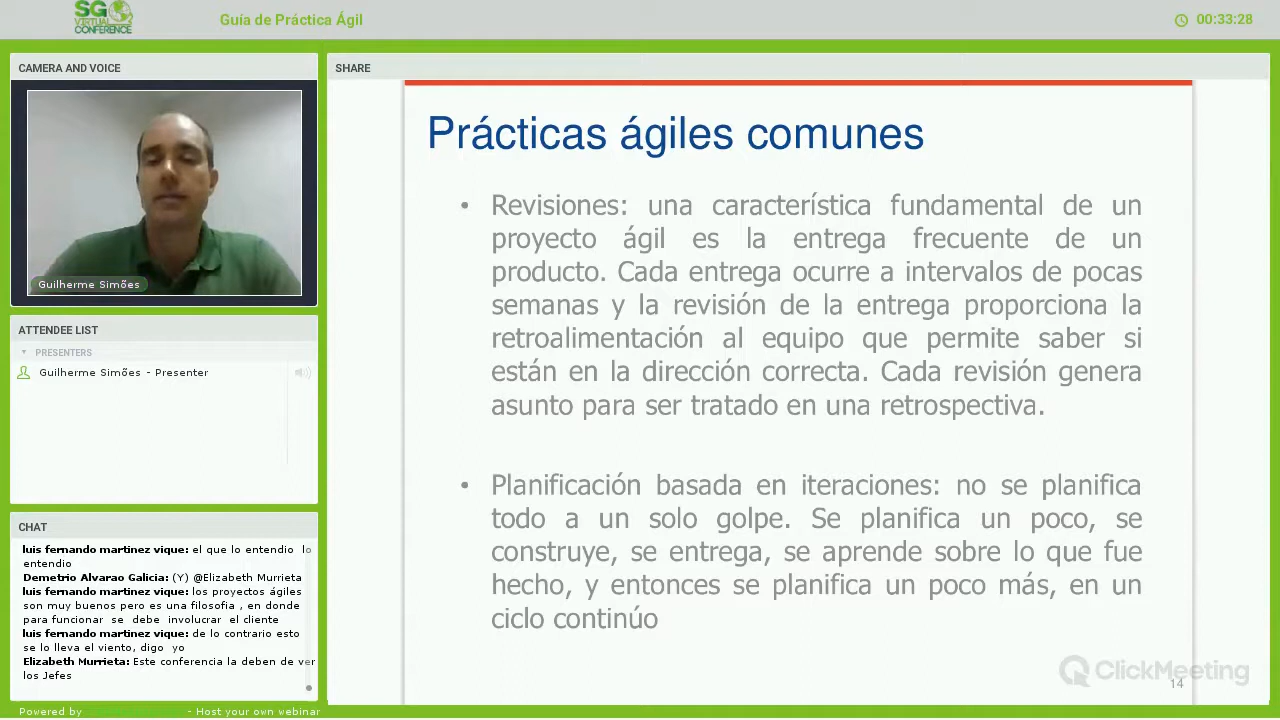 SG
VIRTUAL
CONFERENCE
Guía de Práctica Ágil
00:33:28
CAMERA AND VOICE
Guilherme Simões
ATTENDEE LIST
PRESENTERS
Guilherme Simões - Presenter
CHAT
luis fernando martinez vique: el que lo entendio lo
entendio
Demetrio Alvarao Galicia: (Y) @Elizabeth Murrieta
luis fernando martinez vique: los proyectos ágiles
son muy buenos pero es una filosofia , en donde
para funcionar se debe involucrar el cliente
luis fernando martinez vique: de lo contrario esto
se lo lleva el viento, digo yo
Elizabeth Murrieta: Este conferencia la deben de ver
los Jefes
Powered by - Host your own webinar
SHARE
Prácticas ágiles comunes
• Revisiones: una característica fundamental de un
proyecto ágil es la entrega frecuente de un
producto. Cada entrega ocurre a intervalos de pocas
semanas y la revisión de la entrega proporciona la
retroalimentación al equipo que permite saber si
están en la dirección correcta. Cada revisión genera
asunto para ser tratado en una retrospectiva.
• Planificación basada en iteraciones: no se planifica
todo a un solo golpe. Se planifica un poco, se
construye, se entrega, se aprende sobre lo que fue
hecho, y entonces se planifica un poco más, en un
ciclo continúo
ClickMeeting
14